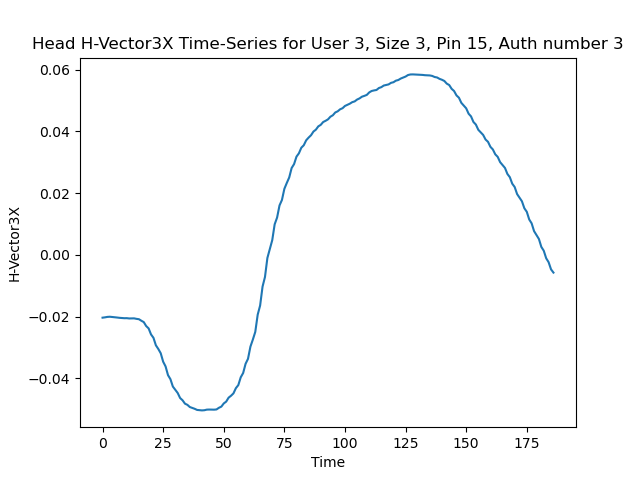 Head H-Vector3X Time-Series for User 3, Size 3, Pin 15, Auth number 3
0.06
0.04
0.02
0.00
−0.02
−0.04
H-Vector3X
0 25 50 75 100 125 150 175
Time